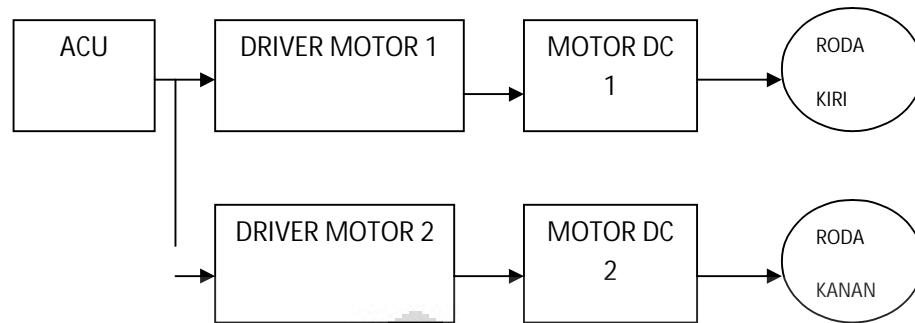 ACU
DRIVER MOTOR 1
MOTOR DC
1
RODA
KIRI
DRIVER MOTOR 2
MOTOR DC
2
RODA
KANAN